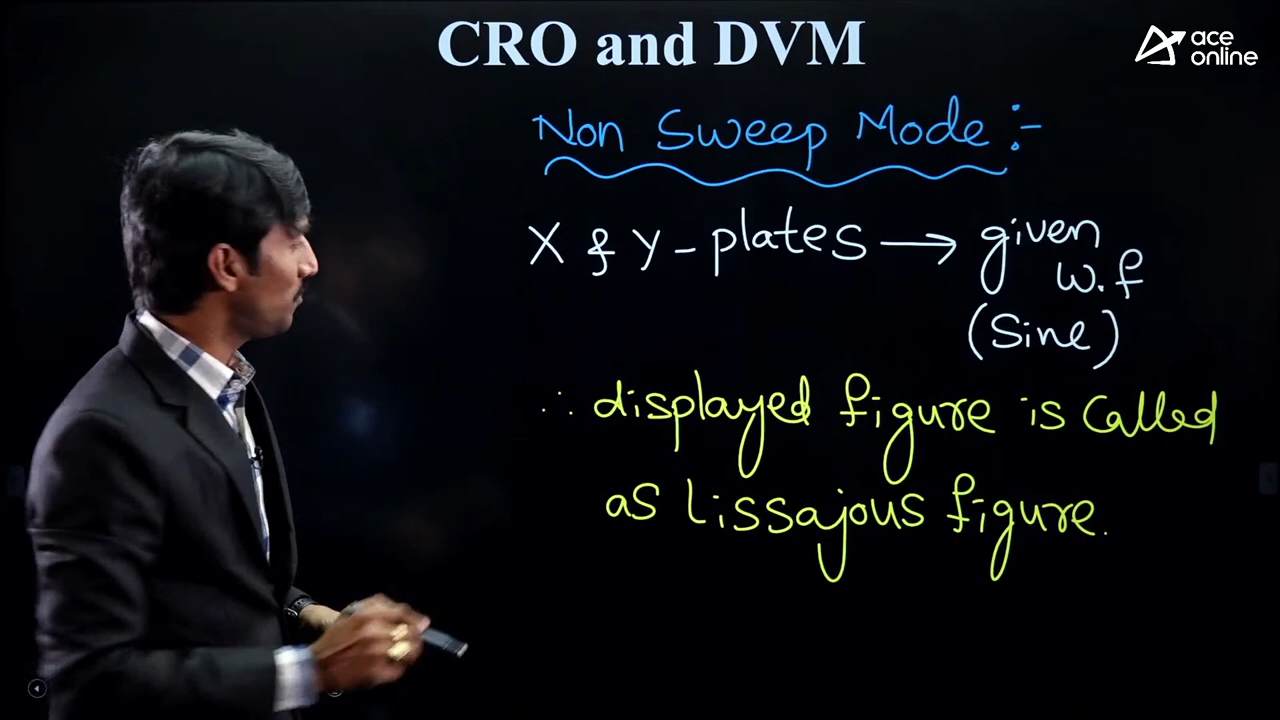 CRO and DVM
ace
online
Non Sweep Mode :-
X & Y - plates → given
w.f
(Sine)
∴ displayed figure is Called
as Lissajous figure.